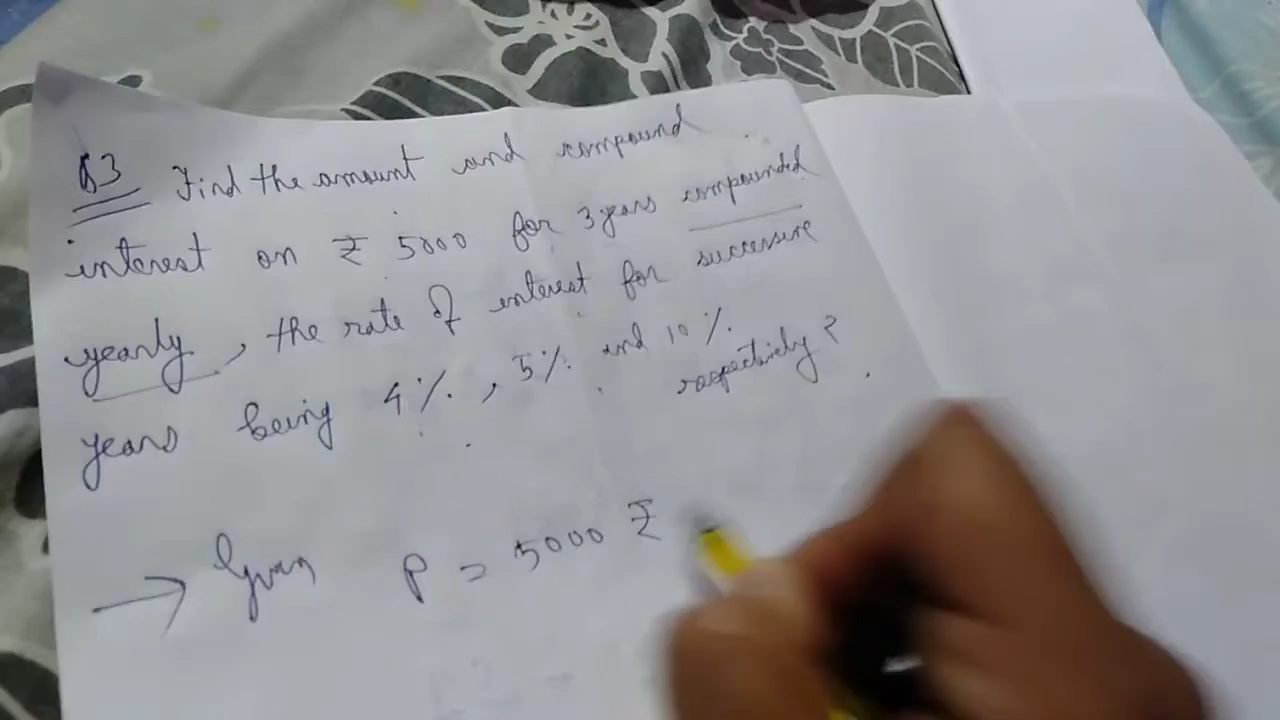 Q3 Find the amount and compound
interest on ₹ 5000 for 3 years compounded
yearly, the rate of interest for successive
years being 4%, 5% and 10%
respectively?
→ Given P = 5000 ₹